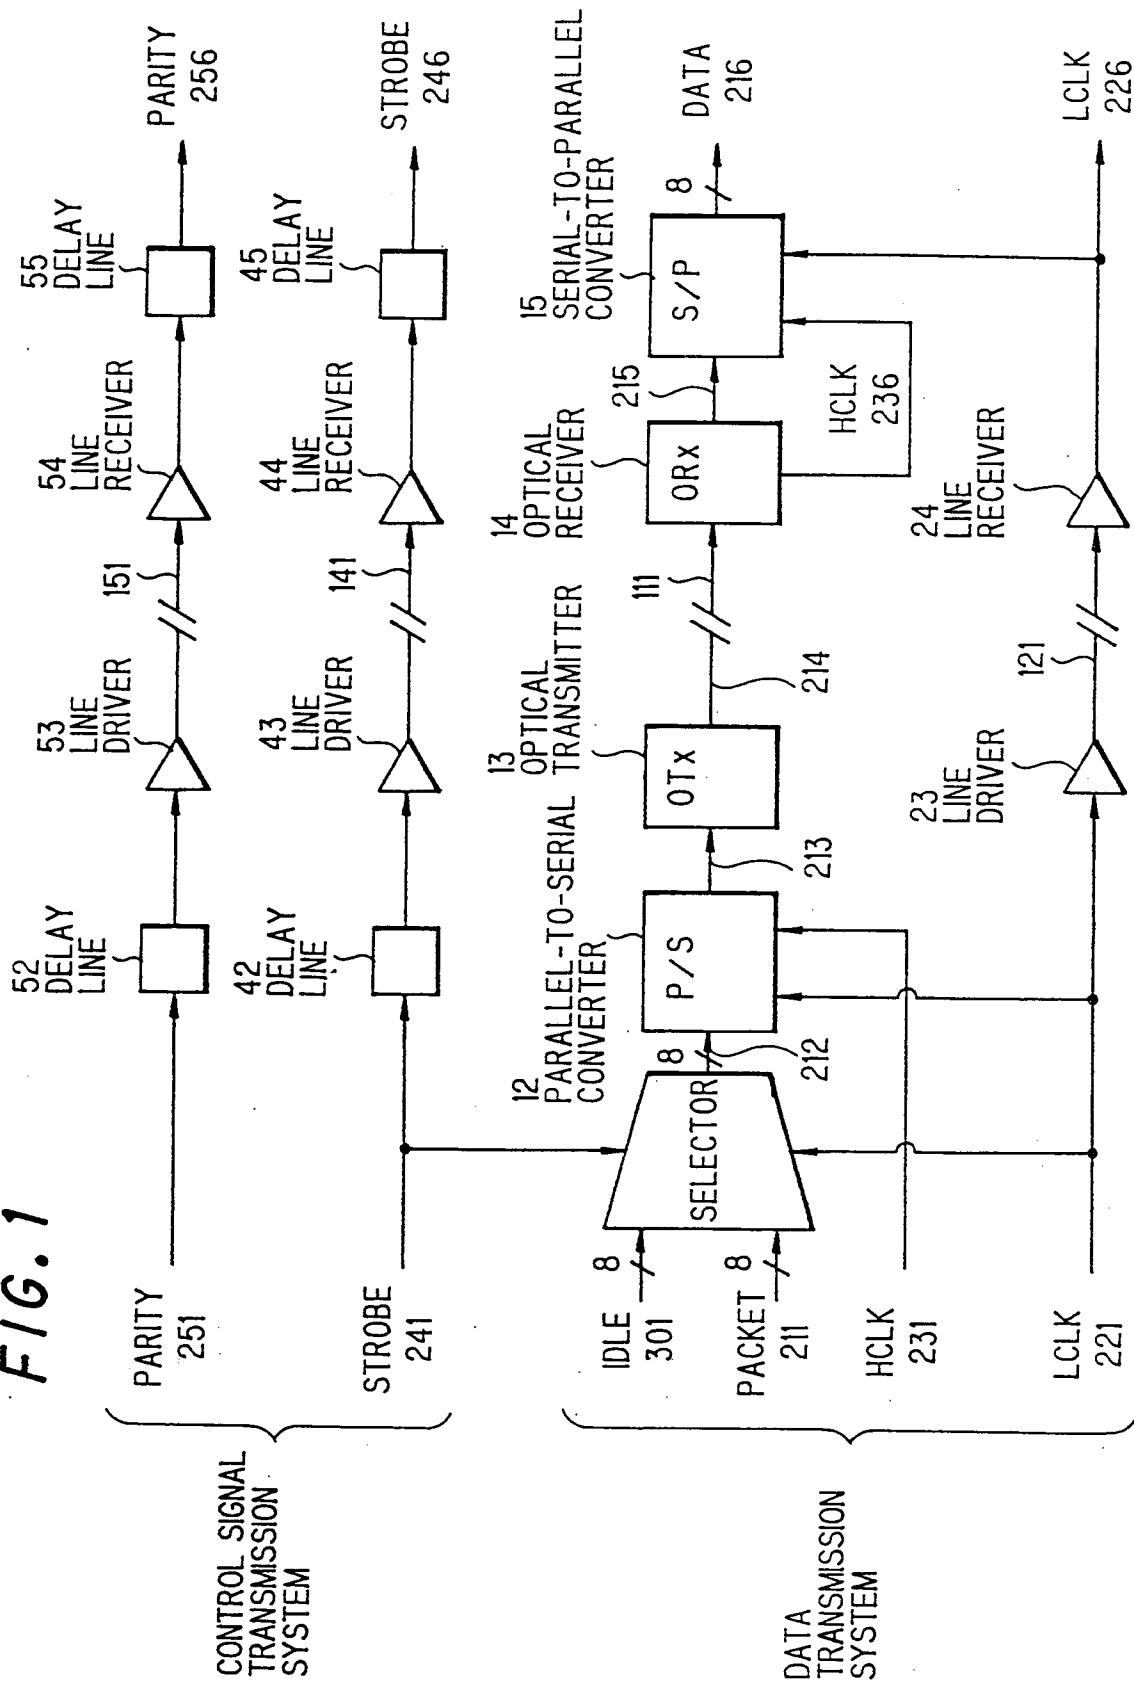 FIG.1
CONTROL SIGNAL
TRANSMISSION
SYSTEM
PARITY
251
52
DELAY
LINE
53
LINE
DRIVER
151
54
LINE
RECEIVER
55
DELAY
LINE
PARITY
256
STROBE
241
42
DELAY
LINE
43
LINE
DRIVER
141
44
LINE
RECEIVER
45
DELAY
LINE
STROBE
246
DATA
TRANSMISSION
SYSTEM
IDLE
301
8
PACKET
211
8
SELECTOR
8
212
12
PARALLEL-TO-SERIAL
CONVERTER
P/S
213
13
OPTICAL
TRANSMITTER
OTx
214
111
14
OPTICAL
RECEIVER
ORx
215
15
SERIAL-TO-PARALLEL
CONVERTER
S/P
8
DATA
216
HCLK
231
HCLK
236
LCLK
221
23
LINE
DRIVER
121
24
LINE
RECEIVER
LCLK
226